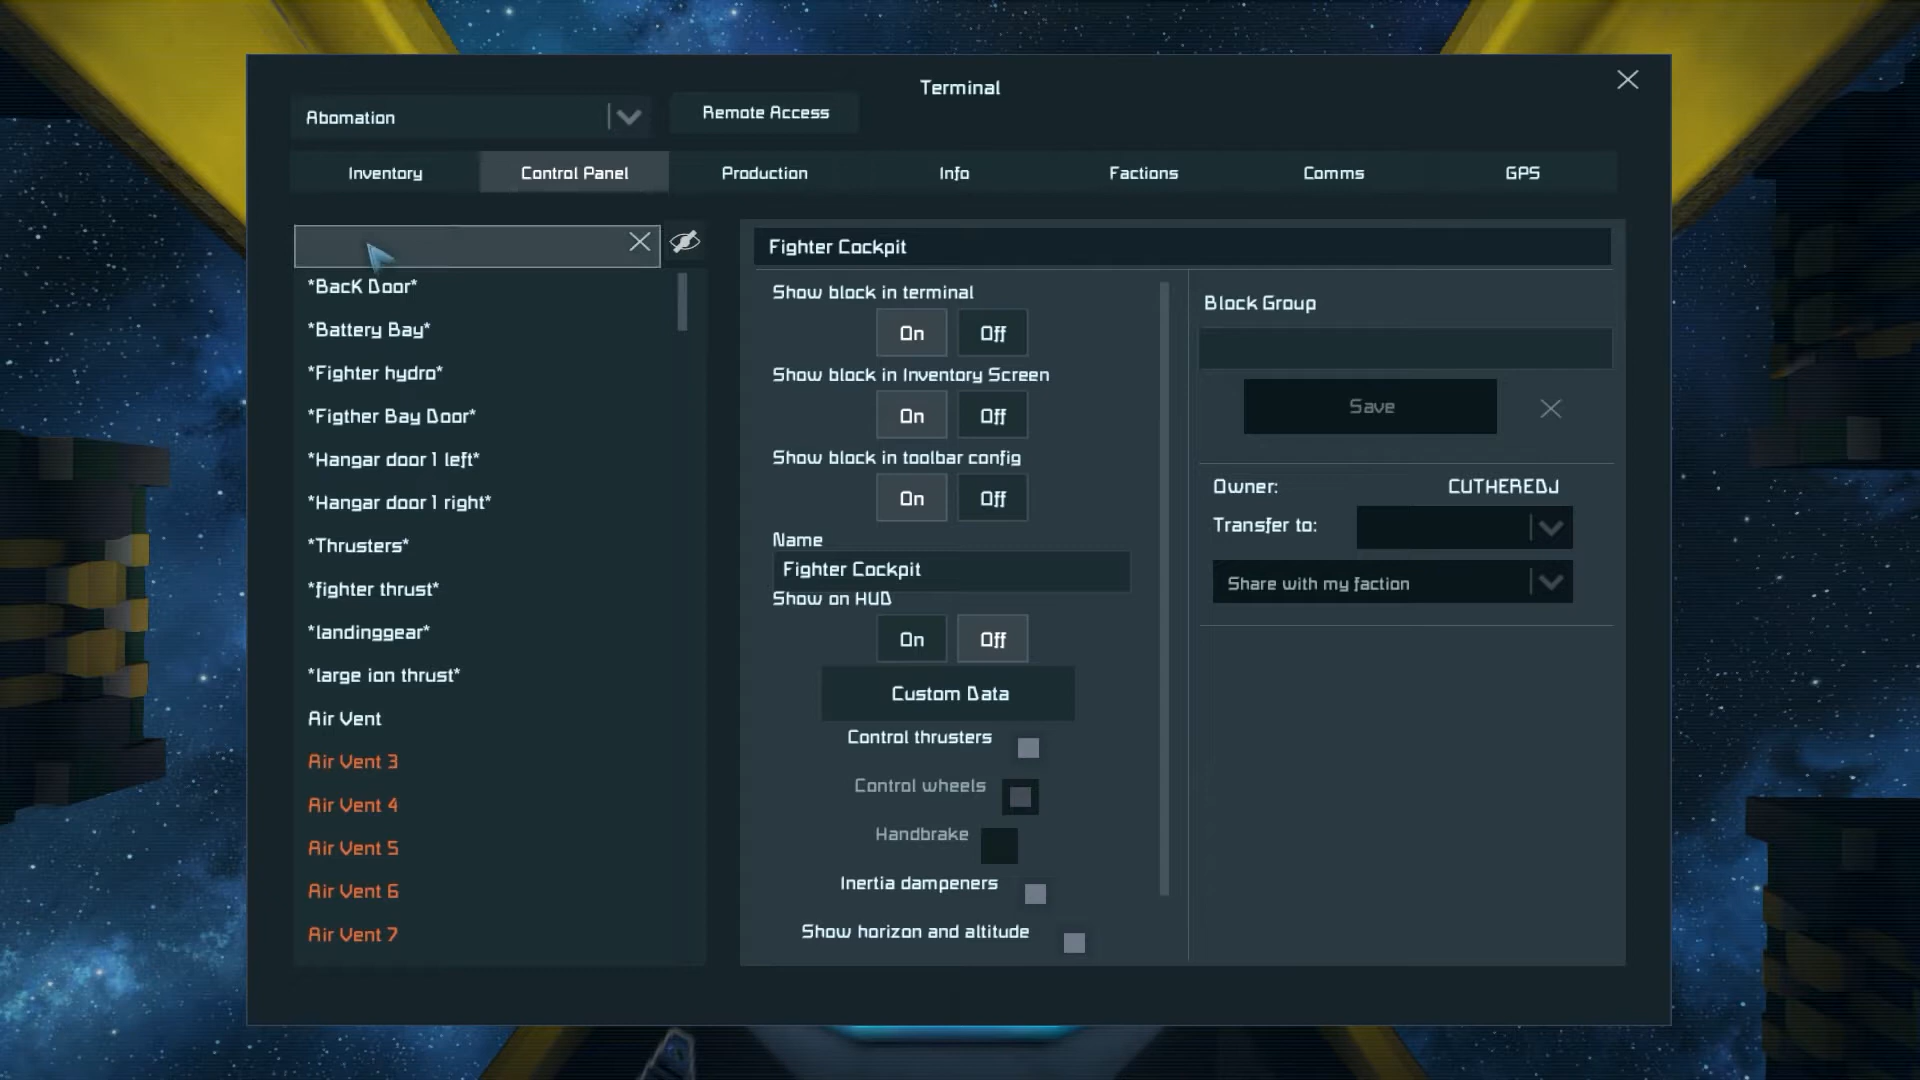 Terminal
Abomation
Remote Access
Inventory
Control Panel
Production
Info
Factions
Comms
GPS
*BacK Door*
*Battery Bay*
*Fighter hydro*
*Figther Bay Door*
*Hangar door 1 left*
*Hangar door 1 right*
*Thrusters*
*fighter thrust*
*landinggear*
*large ion thrust*
Air Vent
Air Vent 3
Air Vent 4
Air Vent 5
Air Vent 6
Air Vent 7
Fighter Cockpit
Show block in terminal
On Off
Show block in Inventory Screen
On Off
Show block in toolbar config
On Off
Name
Fighter Cockpit
Show on HUD
On Off
Custom Data
Control thrusters
Control wheels
Handbrake
Inertia dampeners
Show horizon and altitude
Block Group
Save
Owner: CUTHEREDJ
Transfer to:
Share with my faction